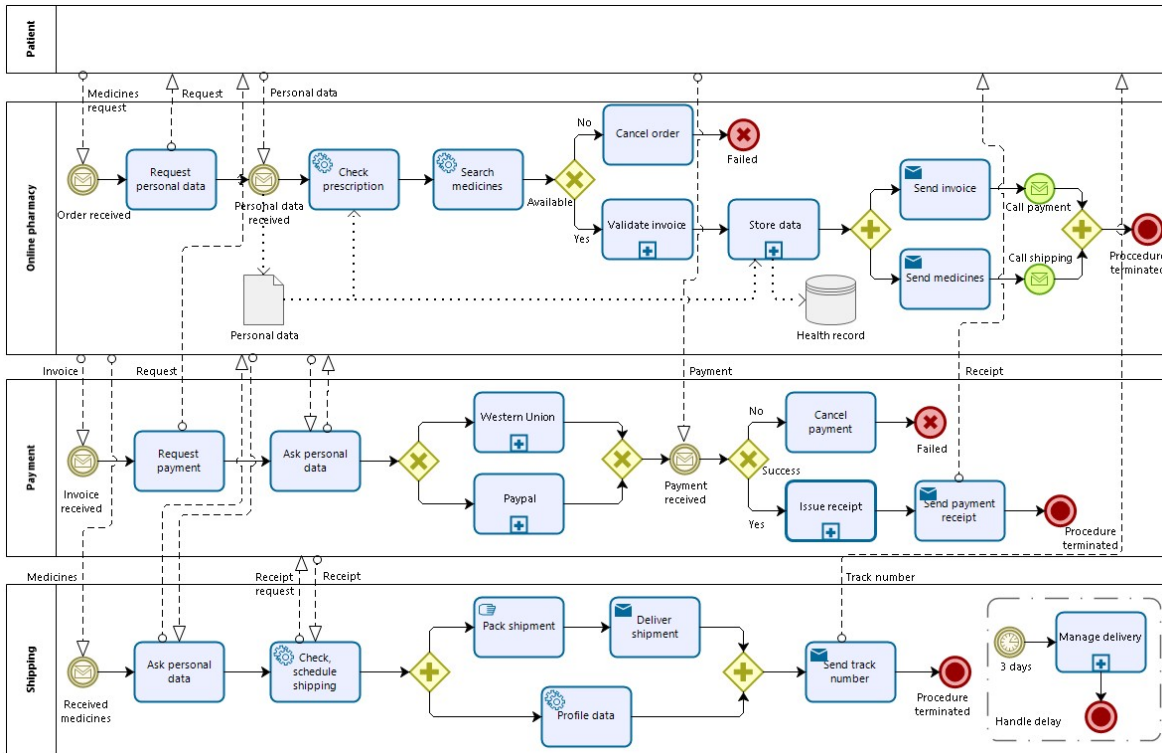 Patient
Medicines
request
Request
Personal data
Online pharmacy
Order received
Request
personal data
Personal data
received
Check
prescription
Search
medicines
Available
No
Cancel order
Failed
Yes
Validate invoice
Store data
Send invoice
Call payment
Send medicines
Call shipping
Proccedure
terminated
Personal data
Health record
Invoice
Request
Payment
Receipt
Payment
Invoice
received
Request
payment
Ask personal
data
Western Union
Paypal
Payment
received
No
Success
Yes
Cancel
payment
Failed
Issue receipt
Send payment
receipt
Procedure
terminated
Medicines
Receipt
request
Receipt
Track number
Shipping
Received
medicines
Ask personal
data
Check,
schedule
shipping
Pack shipment
Deliver
shipment
Profile data
Send track
number
Procedure
terminated
3 days
Manage delivery
Handle delay